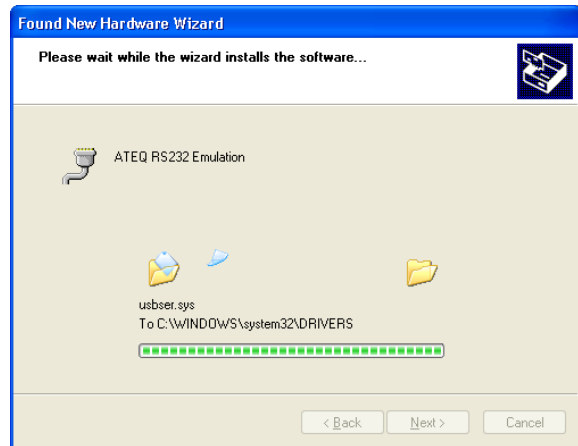 Found New Hardware Wizard
Please wait while the wizard installs the software...
ATEQ RS232 Emulation
usbser.sys
To C:\WINDOWS\system32\DRIVERS
< Back
Next >
Cancel